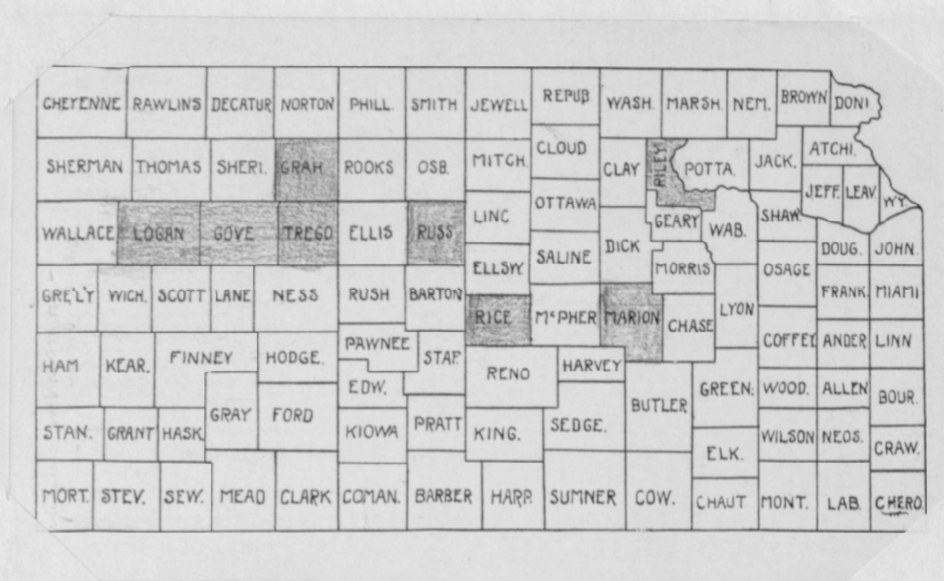 CHEYENNE RAWLINS DECATUR NORTON PHILL. SMITH JEWELL REPUB. WASH. MARSH. NEM. BROWN DONI.
SHERMAN THOMAS SHERI. GRAH. ROOKS OSB. MITCH. CLOUD CLAY RILEY POTTA. JACK. ATCHI.
JEFF. LEAV. WY.
WALLACE LOGAN GOVE TREGO ELLIS RUSS LINC OTTAWA GEARY WAB. SHAW.
DICK DOUG. JOHN.
ELLSW. SALINE MORRIS OSAGE
GRE'L'Y WICH. SCOTT LANE NESS RUSH BARTON FRANK. MIAMI
RICE McPHER. MARION CHASE LYON
HAM KEAR. FINNEY HODGE. PAWNEE STAF. COFFEY ANDER LINN
EDW. RENO HARVEY
GRAY FORD BUTLER GREEN. WOOD. ALLEN BOUR.
STAN. GRANT HASK. KIOWA PRATT KING. SEDGE. WILSON NEOS.
ELK. CRAW.
MORT. STEV. SEW. MEAD CLARK COMAN. BARBER HARP. SUMNER COW. CHAUT MONT. LAB. CHERO.